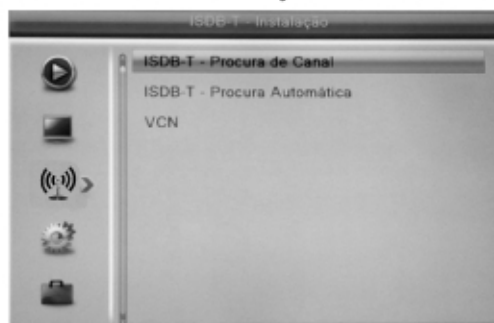 ISDB-T - Instalação
ISDB-T - Procura de Canal
ISDB-T - Procura Automática
VCN